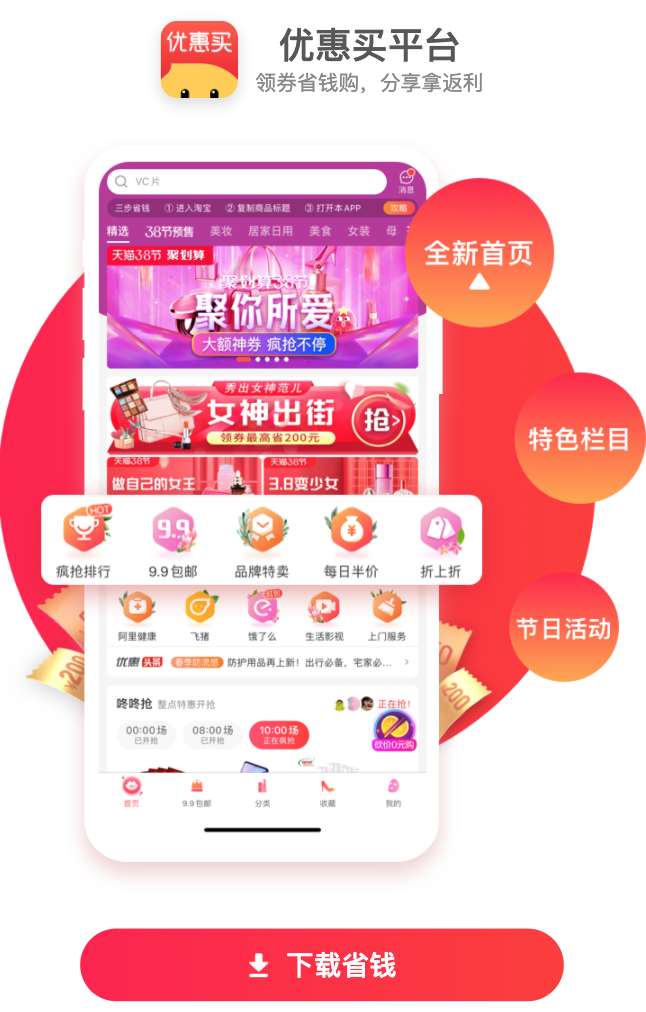 优惠买
优惠买平台
领券省钱购，分享拿返利
VC片
消息
三步省钱 ① 进入淘宝 ② 复制商品标题 ③ 打开本APP 攻略
精选 38节预售 美妆 居家日用 美食 女装 母
全新首页
天猫38节 聚划算
聚划算38节
聚你所爱
大额神券 疯抢不停
秀出女神范儿
女神出街
抢
领券最高省200元
特色栏目
天猫38节 天猫38节
做自己的女王 3.8变少女
HOT
9.9
疯抢排行 9.9包邮 品牌特卖 每日半价 折上折
红包
阿里健康 飞猪 饿了么 生活影视 上门服务
节日活动
优惠头条 春季防流感 防护用品再上新！出行必备，宅家必...
¥200
200
咚咚抢 整点特惠开抢 正在抢!
00:00场 08:00场 10:00场
已开抢 已开抢 正在疯抢
砍价0元购
首页 9.9包邮 分类 收藏 我的
下载省钱